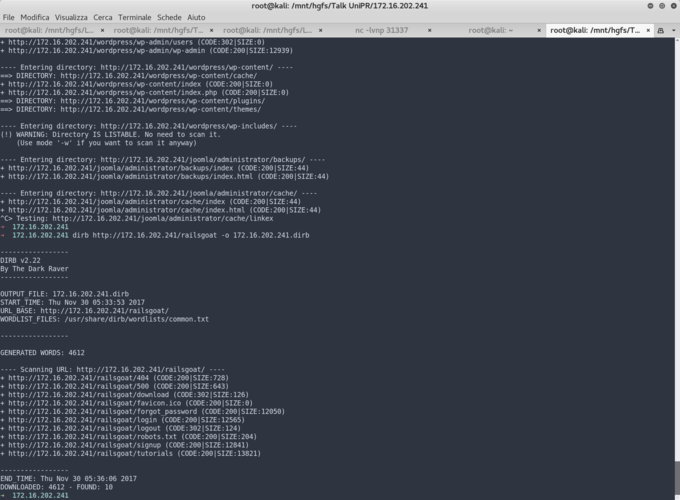 root@kali: /mnt/hgfs/Talk UniPR/172.16.202.241
File Modifica Visualizza Cerca Terminale Schede Aiuto
root@kali: /mnt/hgfs/L... × root@kali: /mnt/hgfs/T... × root@kali: /mnt/hgfs/L... × nc -lvnp 31337 × root@kali: ~ × root@kali: /mnt/hgfs/T... ×
+ http://172.16.202.241/wordpress/wp-admin/users (CODE:302|SIZE:0)
+ http://172.16.202.241/wordpress/wp-admin/wp-admin (CODE:200|SIZE:12939)
---- Entering directory: http://172.16.202.241/wordpress/wp-content/ ----
==> DIRECTORY: http://172.16.202.241/wordpress/wp-content/cache/
+ http://172.16.202.241/wordpress/wp-content/index (CODE:200|SIZE:0)
+ http://172.16.202.241/wordpress/wp-content/index.php (CODE:200|SIZE:0)
==> DIRECTORY: http://172.16.202.241/wordpress/wp-content/plugins/
==> DIRECTORY: http://172.16.202.241/wordpress/wp-content/themes/
---- Entering directory: http://172.16.202.241/wordpress/wp-includes/ ----
(!) WARNING: Directory IS LISTABLE. No need to scan it.
(Use mode '-w' if you want to scan it anyway)
---- Entering directory: http://172.16.202.241/joomla/administrator/backups/ ----
+ http://172.16.202.241/joomla/administrator/backups/index (CODE:200|SIZE:44)
+ http://172.16.202.241/joomla/administrator/backups/index.html (CODE:200|SIZE:44)
---- Entering directory: http://172.16.202.241/joomla/administrator/cache/ ----
+ http://172.16.202.241/joomla/administrator/cache/index (CODE:200|SIZE:44)
+ http://172.16.202.241/joomla/administrator/cache/index.html (CODE:200|SIZE:44)
^C> Testing: http://172.16.202.241/joomla/administrator/cache/linkex
→ 172.16.202.241
→ 172.16.202.241 dirb http://172.16.202.241/railsgoat -o 172.16.202.241.dirb
-----------------
DIRB v2.22
By The Dark Raver
-----------------
OUTPUT_FILE: 172.16.202.241.dirb
START_TIME: Thu Nov 30 05:33:53 2017
URL_BASE: http://172.16.202.241/railsgoat/
WORDLIST_FILES: /usr/share/dirb/wordlists/common.txt
-----------------
GENERATED WORDS: 4612
---- Scanning URL: http://172.16.202.241/railsgoat/ ----
+ http://172.16.202.241/railsgoat/404 (CODE:200|SIZE:728)
+ http://172.16.202.241/railsgoat/500 (CODE:200|SIZE:643)
+ http://172.16.202.241/railsgoat/download (CODE:302|SIZE:126)
+ http://172.16.202.241/railsgoat/favicon.ico (CODE:200|SIZE:0)
+ http://172.16.202.241/railsgoat/forgot_password (CODE:200|SIZE:12050)
+ http://172.16.202.241/railsgoat/login (CODE:200|SIZE:12565)
+ http://172.16.202.241/railsgoat/logout (CODE:302|SIZE:124)
+ http://172.16.202.241/railsgoat/robots.txt (CODE:200|SIZE:204)
+ http://172.16.202.241/railsgoat/signup (CODE:200|SIZE:12841)
+ http://172.16.202.241/railsgoat/tutorials (CODE:200|SIZE:13821)
-----------------
END_TIME: Thu Nov 30 05:36:06 2017
DOWNLOADED: 4612 - FOUND: 10
→ 172.16.202.241